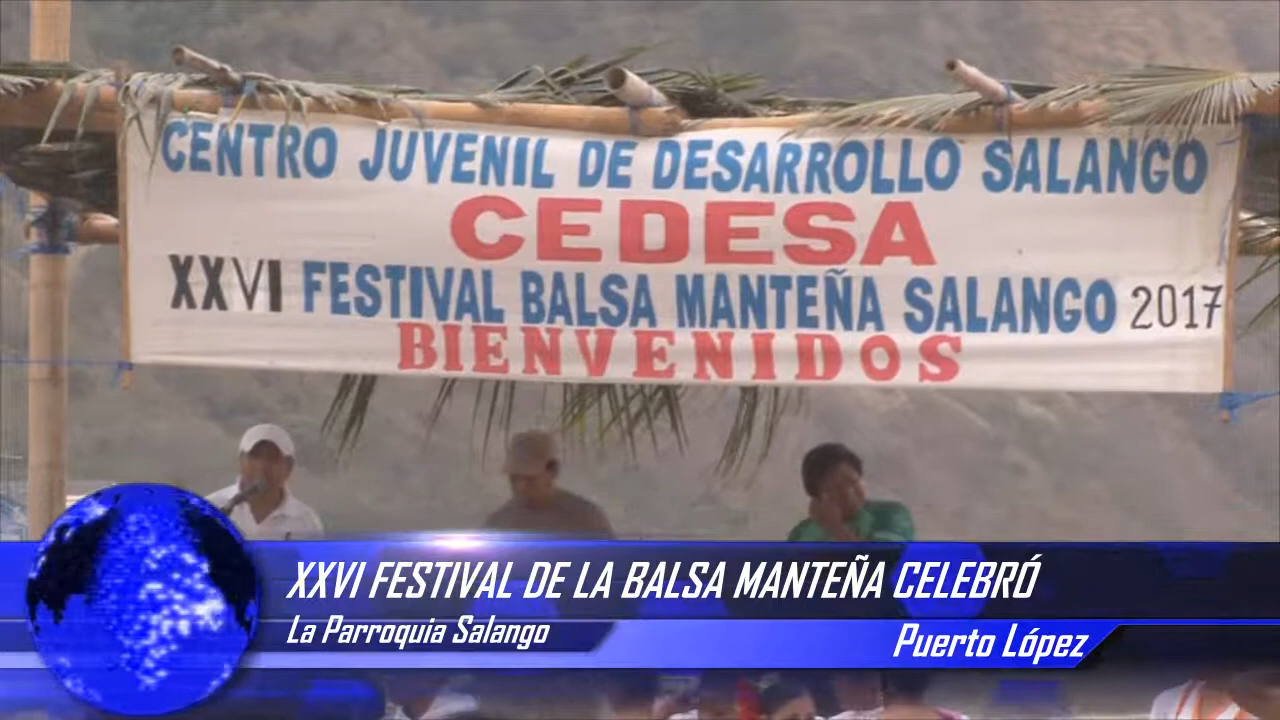 CENTRO JUVENIL DE DESARROLLO SALANGO
CEDESA
XXVI FESTIVAL BALSA MANTEÑA SALANGO 2017
BIENVENIDOS
XXVI FESTIVAL DE LA BALSA MANTEÑA CELEBRÓ
La Parroquia Salango
Puerto López